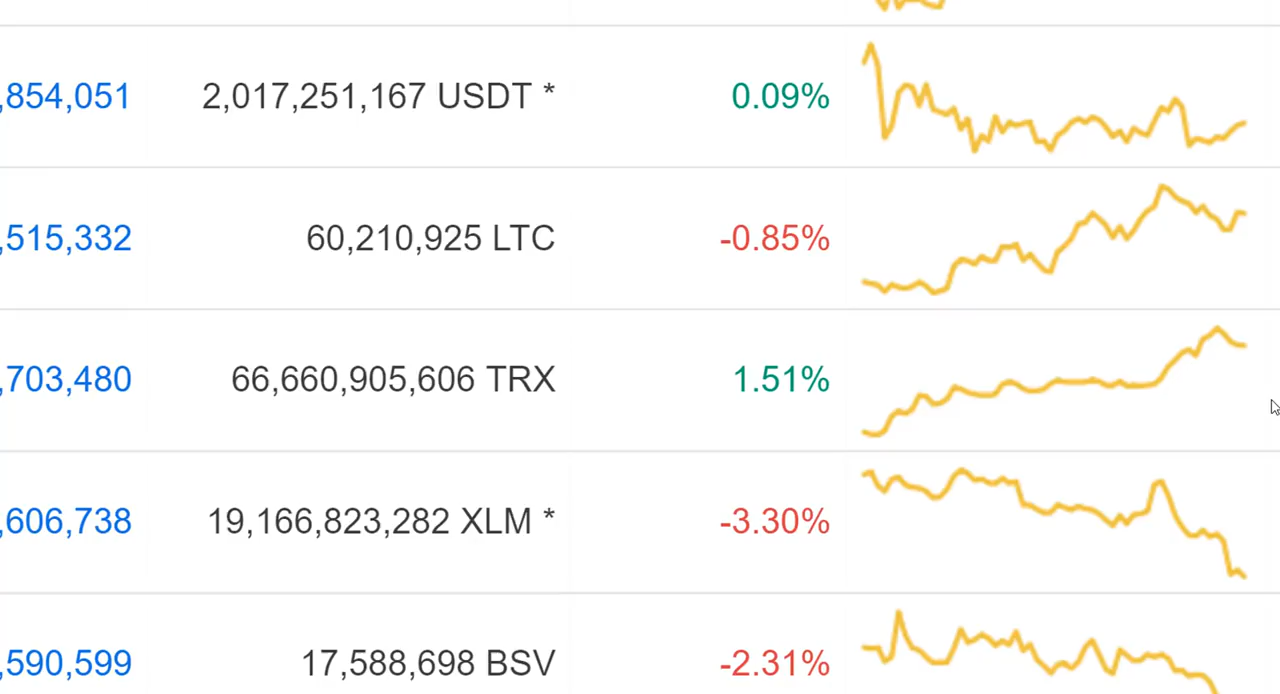 ,854,051 2,017,251,167 USDT * 0.09%
,515,332 60,210,925 LTC -0.85%
,703,480 66,660,905,606 TRX 1.51%
,606,738 19,166,823,282 XLM * -3.30%
,590,599 17,588,698 BSV -2.31%